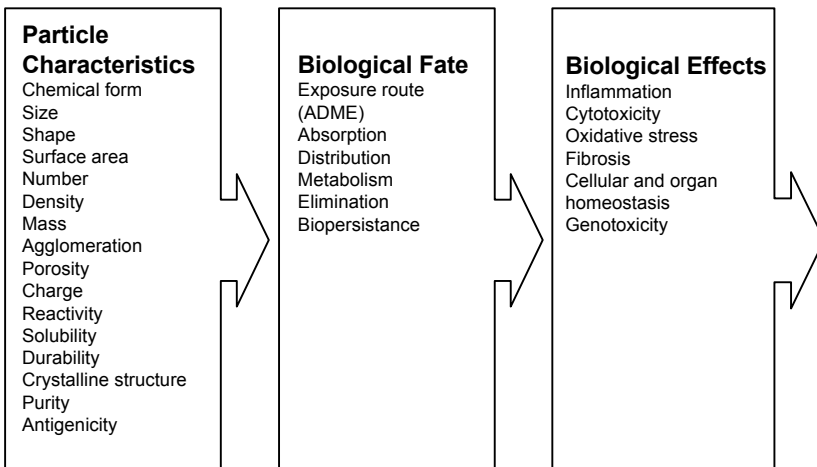 Particle
Characteristics
Chemical form
Size
Shape
Surface area
Number
Density
Mass
Agglomeration
Porosity
Charge
Reactivity
Solubility
Durability
Crystalline structure
Purity
Antigenicity
Biological Fate
Exposure route
(ADME)
Absorption
Distribution
Metabolism
Elimination
Biopersistance
Biological Effects
Inflammation
Cytotoxicity
Oxidative stress
Fibrosis
Cellular and organ
homeostasis
Genotoxicity